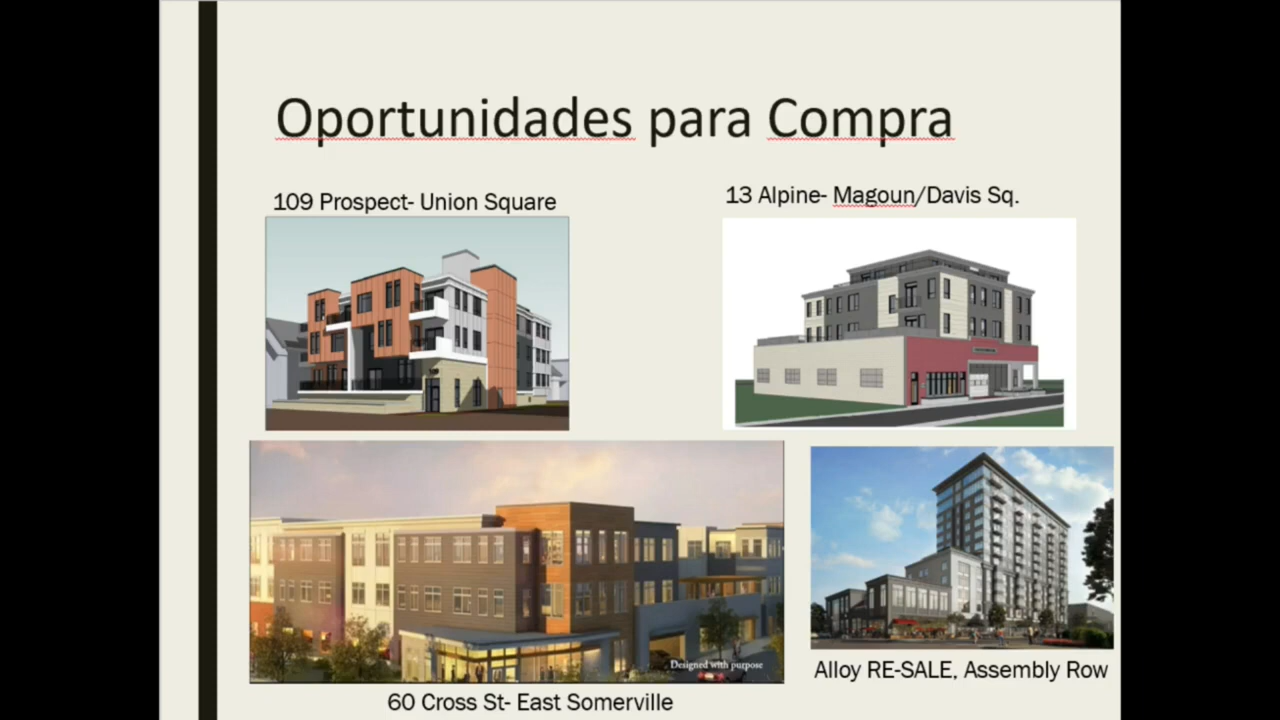 Oportunidades para Compra
109 Prospect- Union Square
13 Alpine- Magoun/Davis Sq.
Designed with purpose
60 Cross St- East Somerville
Alloy RE-SALE, Assembly Row